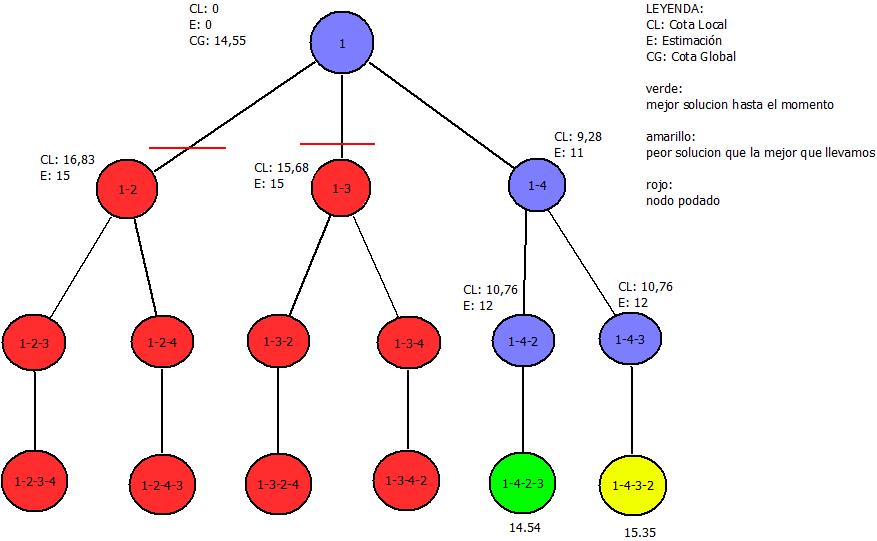 CL: 0
E: 0
CG: 14,55
1
LEYENDA:
CL: Cota Local
E: Estimación
CG: Cota Global
verde:
mejor solucion hasta el momento
amarillo:
peor solucion que la mejor que llevamos
rojo:
nodo podado
CL: 16,83
E: 15
1-2
CL: 15,68
E: 15
1-3
CL: 9,28
E: 11
1-4
CL: 10,76
E: 12
CL: 10,76
E: 12
1-2-3
1-2-4
1-3-2
1-3-4
1-4-2
1-4-3
1-2-3-4
1-2-4-3
1-3-2-4
1-3-4-2
1-4-2-3
1-4-3-2
14.54
15.35